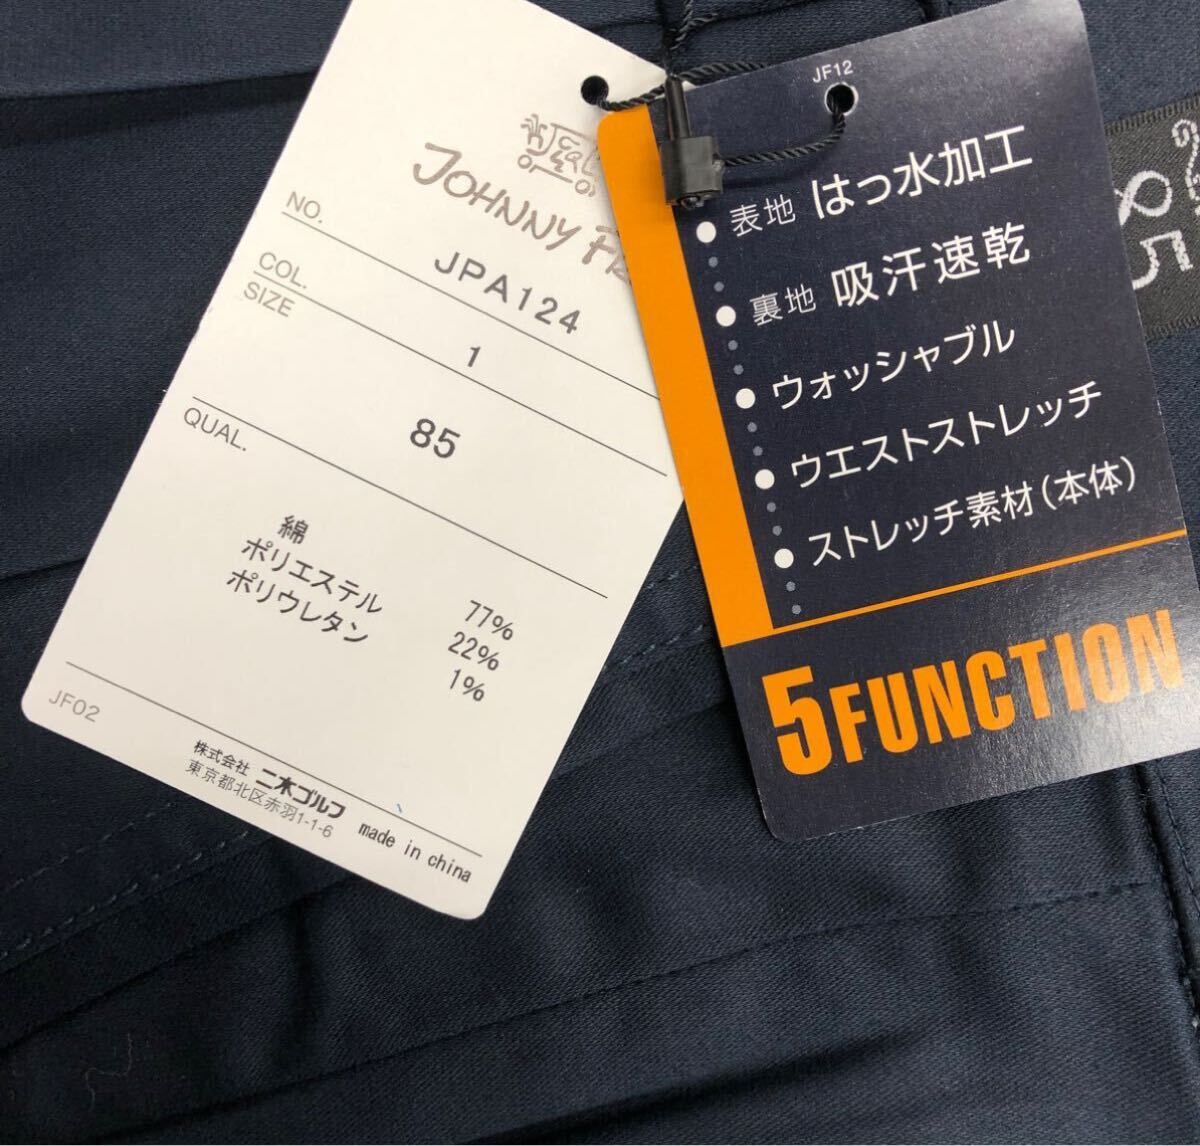 JOHNNY
NO.
JPA124
COL.
1
SIZE
85
QUAL.
綿 77%
ポリエステル 22%
ポリウレタン 1%
JF02
株式会社 二木ゴルフ
東京都北区赤羽1-1-6
made in china
JF12
表地 はっ水加工
裏地 吸汗速乾
ウォッシャブル
ウエストストレッチ
ストレッチ素材(本体)
5FUNCTION
85